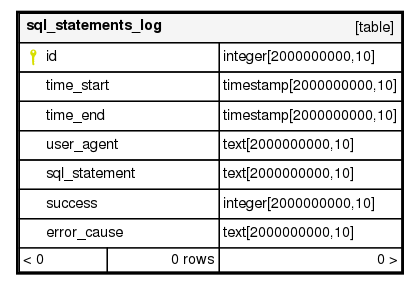 sql_statements_log [table]
id integer[2000000000,10]
time_start timestamp[2000000000,10]
time_end timestamp[2000000000,10]
user_agent text[2000000000,10]
sql_statement text[2000000000,10]
success integer[2000000000,10]
error_cause text[2000000000,10]
< 0 0 rows 0 >